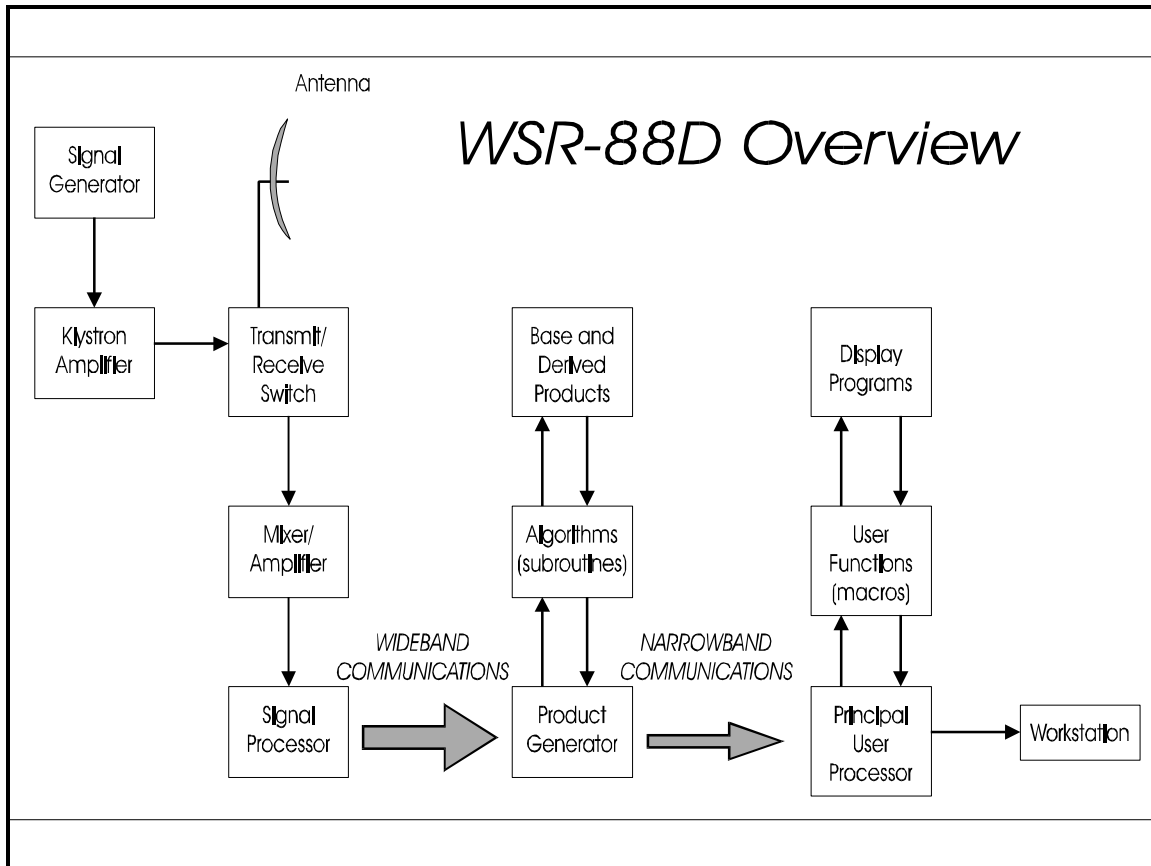 Antenna
WSR-88D Overview
Signal
Generator
Klystron
Amplifier
Transmit/
Receive
Switch
Base and
Derived
Products
Display
Programs
Mixer/
Amplifier
Algorithms
(subroutines)
User
Functions
(macros)
WIDEBAND
COMMUNICATIONS
NARROWBAND
COMMUNICATIONS
Signal
Processor
Product
Generator
Principal
User
Processor
Workstation